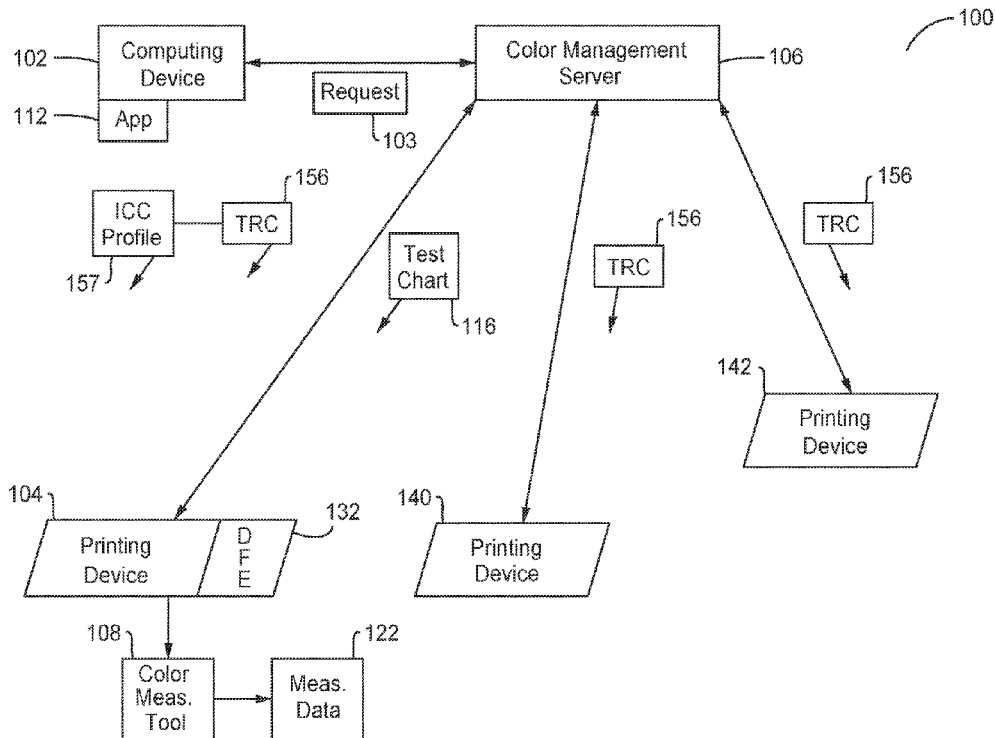 100
102
Computing
Device
Color Management
Server
106
112
App
Request
103
156
156
156
ICC
Profile
TRC
157
Test
Chart
116
TRC
TRC
142
Printing
Device
104
132
140
Printing
Device
D
F
E
Printing
Device
108
122
Color
Meas.
Tool
Meas.
Data